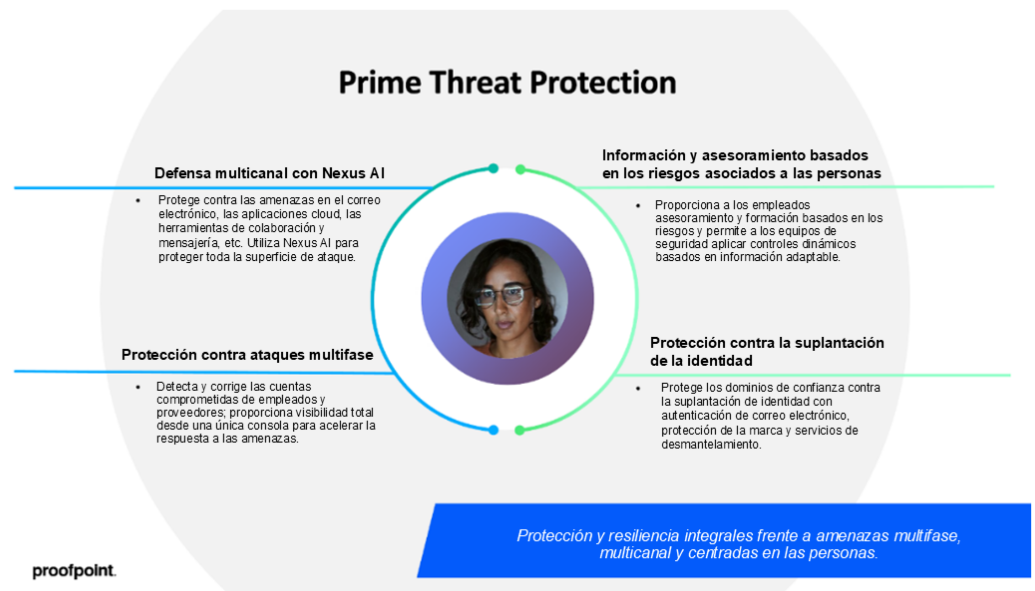 Prime Threat Protection
Defensa multicanal con Nexus AI
• Protege contra las amenazas en el correo
electrónico, las aplicaciones cloud, las
herramientas de colaboración y
mensajería, etc. Utiliza Nexus AI para
proteger toda la superficie de ataque.
Información y asesoramiento basados
en los riesgos asociados a las personas
• Proporciona a los empleados
asesoramiento y formación basados en los
riesgos y permite a los equipos de
seguridad aplicar controles dinámicos
basados en información adaptable.
Protección contra ataques multifase
• Detecta y corrige las cuentas
comprometidas de empleados y
proveedores; proporciona visibilidad total
desde una única consola para acelerar la
respuesta a las amenazas.
Protección contra la suplantación
de la identidad
• Protege los dominios de confianza contra
la suplantación de identidad con
autenticación de correo electrónico,
protección de la marca y servicios de
desmantelamiento.
Protección y resiliencia integrales frente a amenazas multifase,
multicanal y centradas en las personas.
proofpoint.